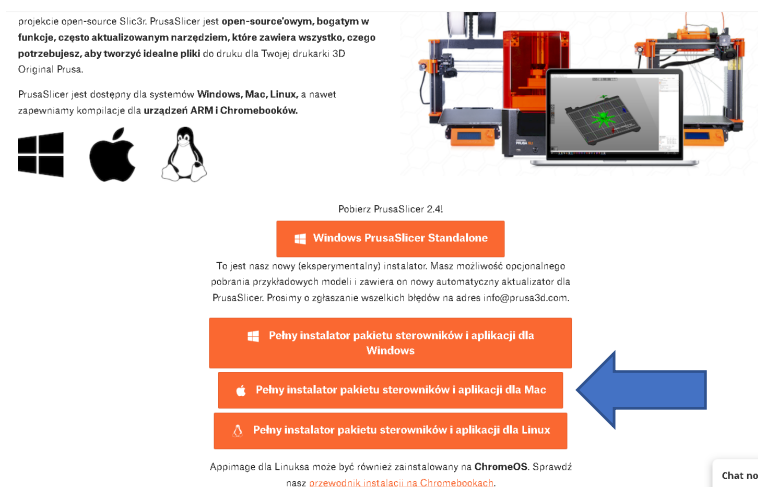 projekcie open-source Slic3r. PrusaSlicer jest open-source'owym, bogatym w
funkcje, często aktualizowanym narzędziem, które zawiera wszystko, czego
potrzebujesz, aby tworzyć idealne pliki do druku dla Twojej drukarki 3D
Original Prusa.
PrusaSlicer jest dostępny dla systemów Windows, Mac, Linux, a nawet
zapewniamy kompilacje dla urządzeń ARM i Chromebooków.
Pobierz PrusaSlicer 2.4!
Windows PrusaSlicer Standalone
To jest nasz nowy (eksperymentalny) instalator. Masz możliwość opcjonalnego
pobrania przykładowych modeli i zawiera on nowy automatyczny aktualizator dla
PrusaSlicer. Prosimy o zgłaszanie wszelkich błędów na adres info@prusa3d.com.
Pełny instalator pakietu sterowników i aplikacji dla
Windows
Pełny instalator pakietu sterowników i aplikacji dla Mac
Pełny instalator pakietu sterowników i aplikacji dla Linux
Appimage dla Linuksa może być również zainstalowany na ChromeOS. Sprawdź
nasz przewodnik instalacji na Chromebookach.
Chat no